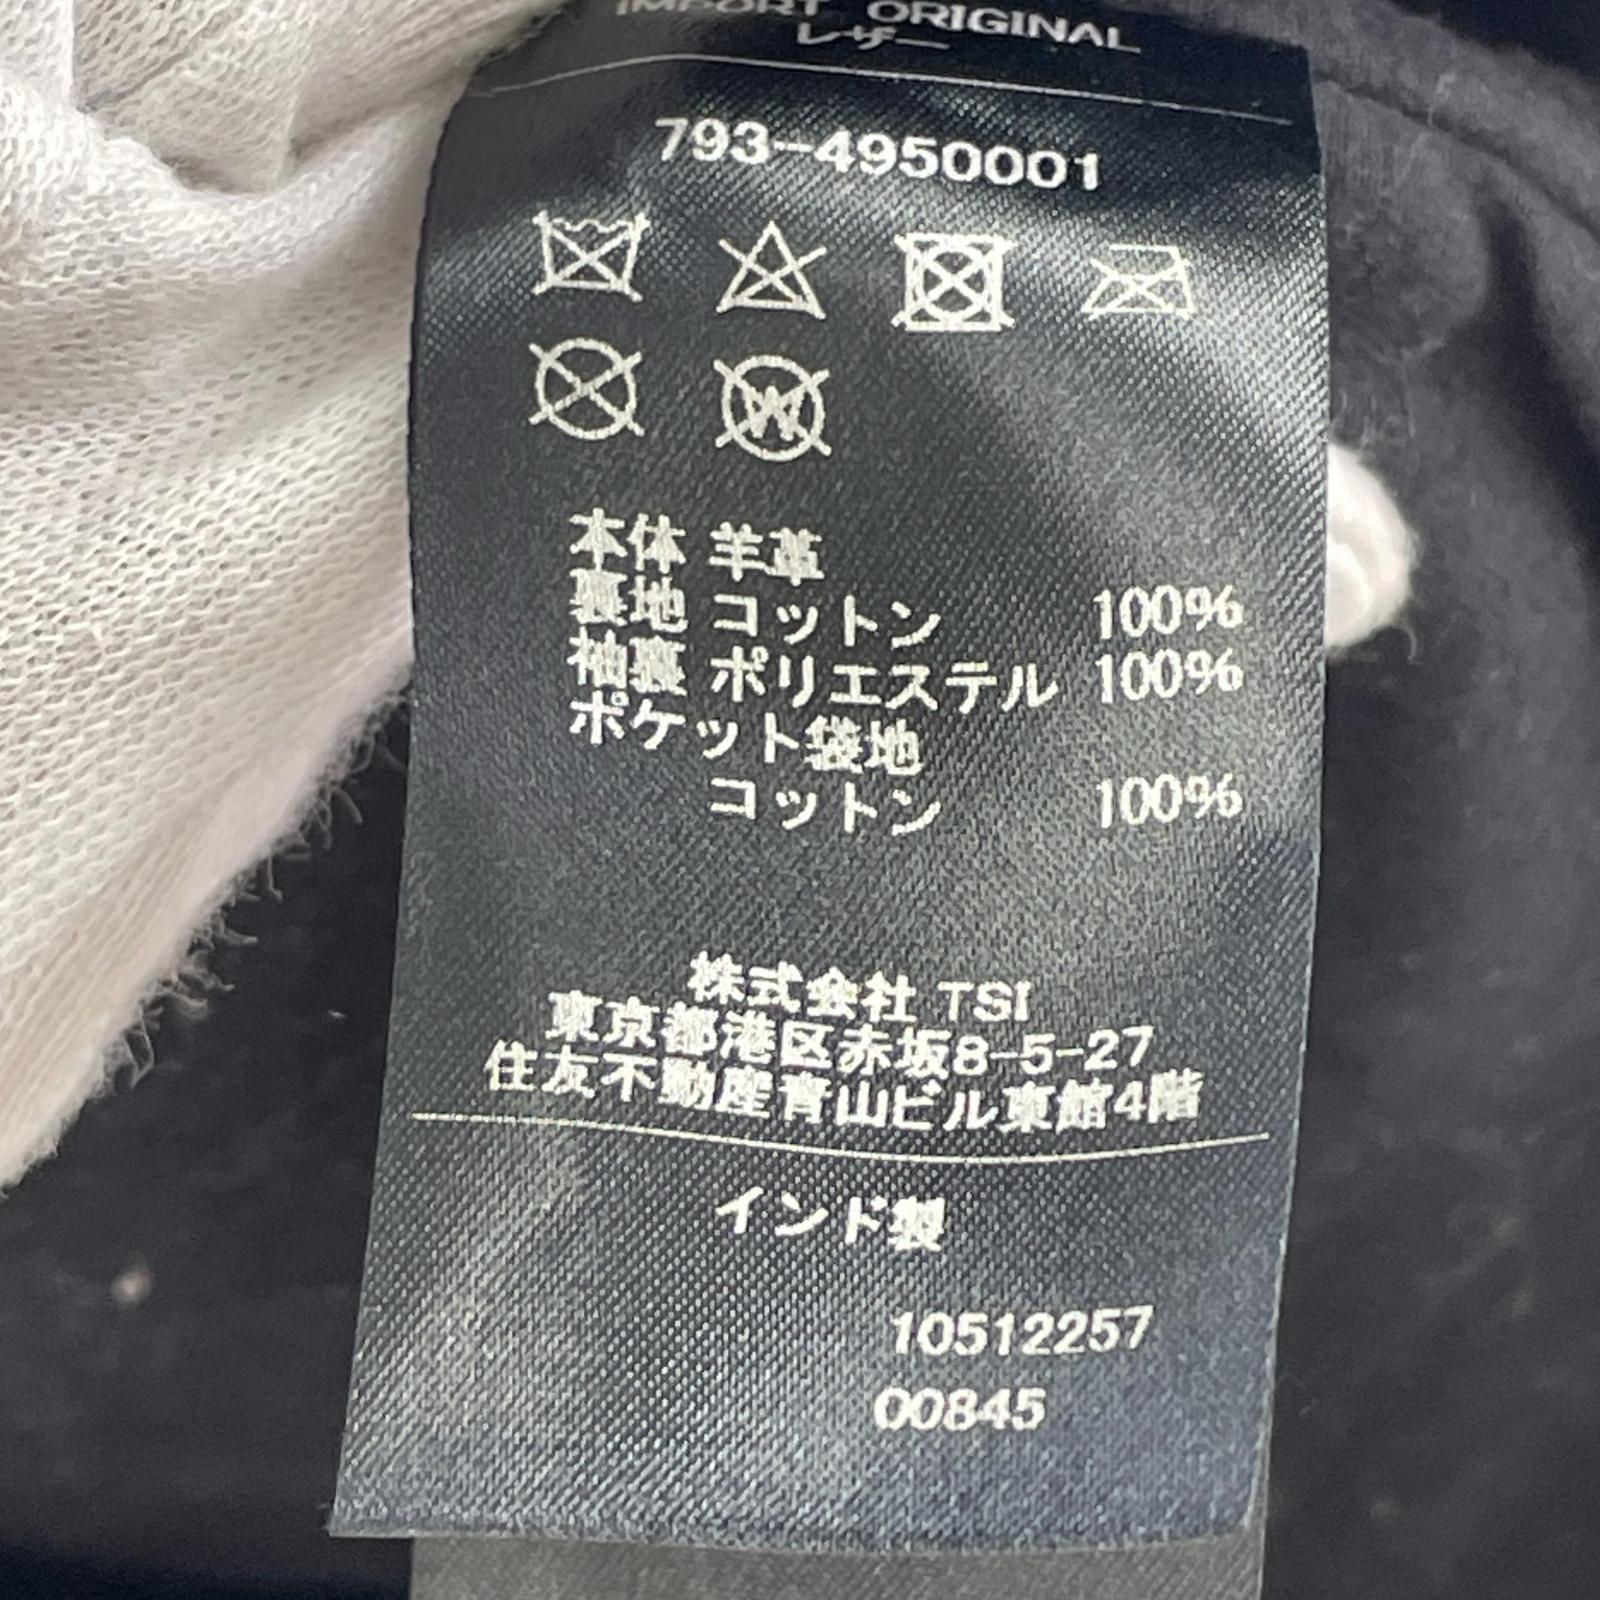 IMPORT ORIGINAL
レザー
793-4950001
W
本体 羊革
裏地 コットン 100%
袖裏 ポリエステル 100%
ポケット袋地
コットン 100%
株式会社 TSI
東京都港区赤坂8-5-27
住友不動産青山ビル東館4階
インド製
10512257
00845